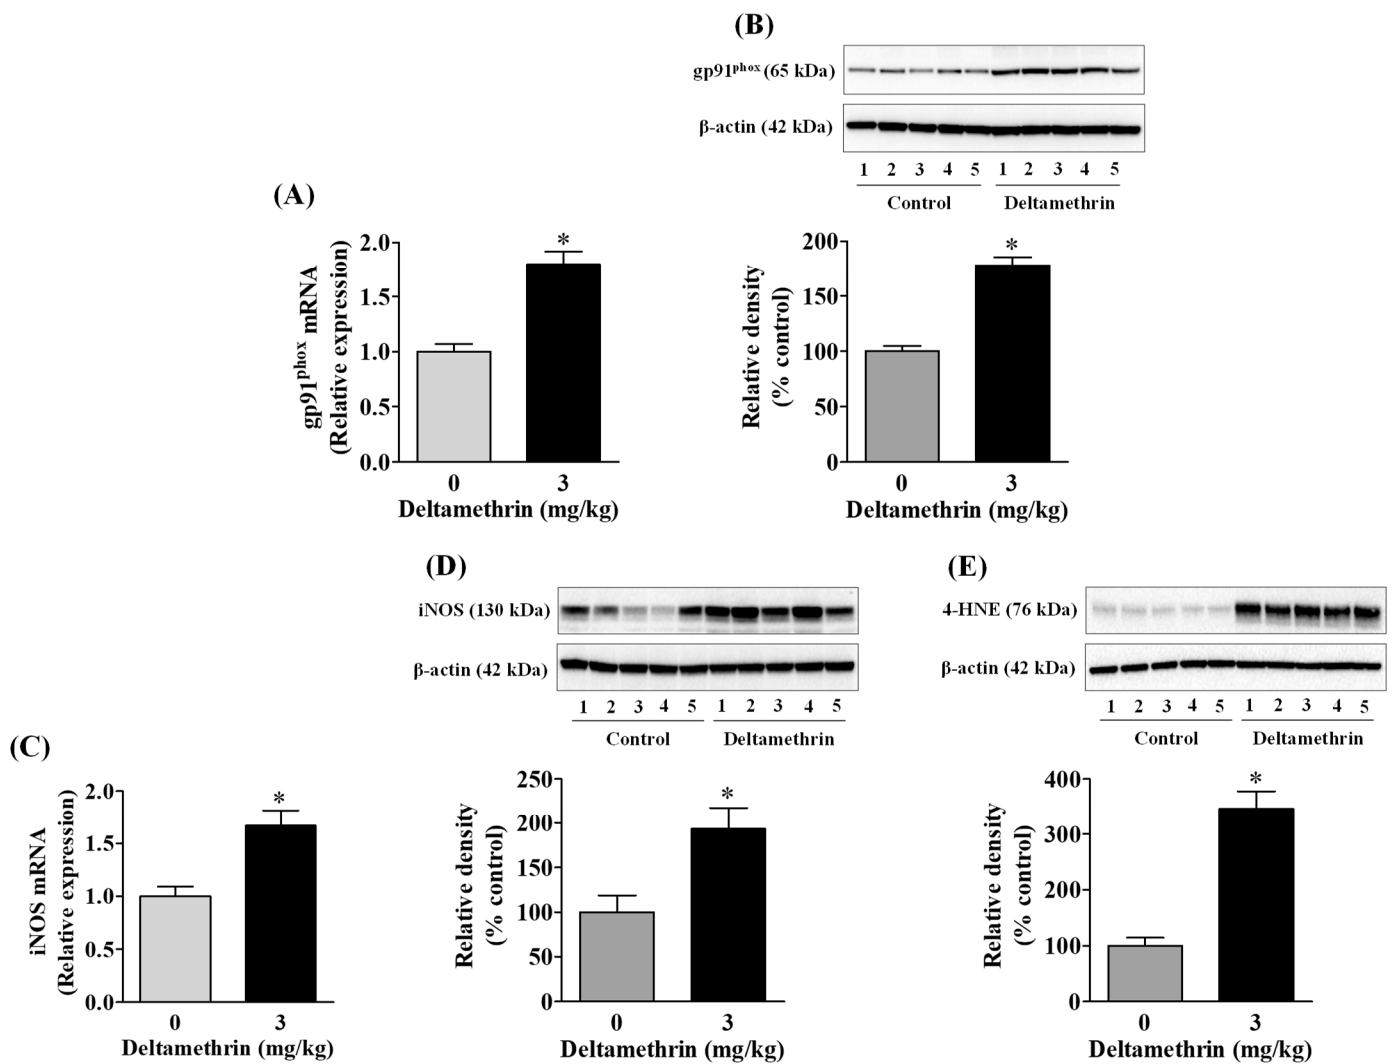 (B)
gp91phox (65 kDa)
β-actin (42 kDa)
1 2 3 4 5 1 2 3 4 5
Control Deltamethrin
(A)
gp91phox mRNA
(Relative expression)
2.0
1.5
1.0
0.5
0.0
*
0 3
Deltamethrin (mg/kg)
Relative density
(% control)
200
150
100
50
0
*
0 3
Deltamethrin (mg/kg)
(D)
iNOS (130 kDa)
β-actin (42 kDa)
1 2 3 4 5 1 2 3 4 5
Control Deltamethrin
(E)
4-HNE (76 kDa)
β-actin (42 kDa)
1 2 3 4 5 1 2 3 4 5
Control Deltamethrin
(C)
iNOS mRNA
(Relative expression)
2.0
1.5
1.0
0.5
0.0
*
0 3
Deltamethrin (mg/kg)
Relative density
(% control)
250
200
150
100
50
0
*
0 3
Deltamethrin (mg/kg)
Relative density
(% control)
400
300
200
100
0
*
0 3
Deltamethrin (mg/kg)